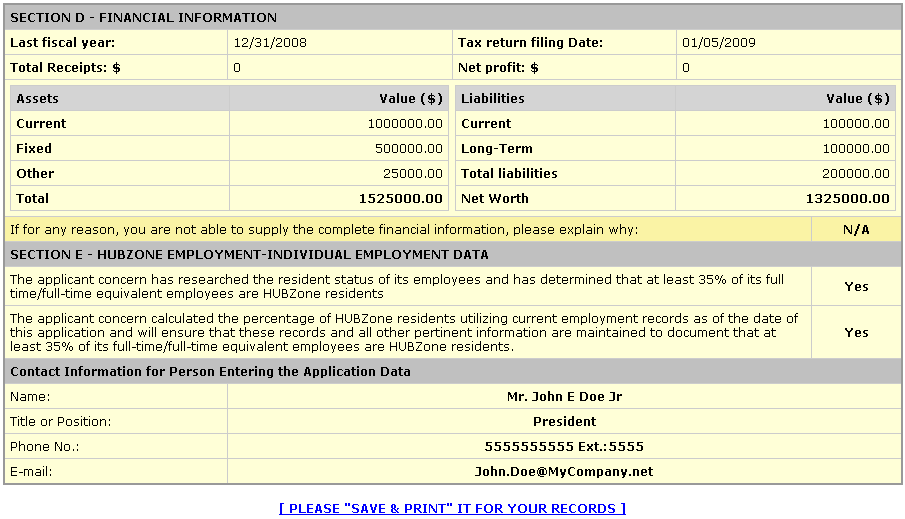 SECTION D - FINANCIAL INFORMATION
Last fiscal year: 12/31/2008 Tax return filing Date: 01/05/2009
Total Receipts: $ 0 Net profit: $ 0
Assets Value ($) Liabilities Value ($)
Current 1000000.00 Current 100000.00
Fixed 500000.00 Long-Term 100000.00
Other 25000.00 Total liabilities 200000.00
Total 1525000.00 Net Worth 1325000.00
If for any reason, you are not able to supply the complete financial information, please explain why: N/A
SECTION E - HUBZONE EMPLOYMENT-INDIVIDUAL EMPLOYMENT DATA
The applicant concern has researched the resident status of its employees and has determined that at least 35% of its full
time/full-time equivalent employees are HUBZone residents
Yes
The applicant concern calculated the percentage of HUBZone residents utilizing current employment records as of the date of
this application and will ensure that these records and all other pertinent information are maintained to document that at
least 35% of its full-time/full-time equivalent employees are HUBZone residents.
Yes
Contact Information for Person Entering the Application Data
Name: Mr. John E Doe Jr
Title or Position: President
Phone No.: 5555555555 Ext.:5555
E-mail: John.Doe@MyCompany.net
[ PLEASE "SAVE & PRINT" IT FOR YOUR RECORDS ]